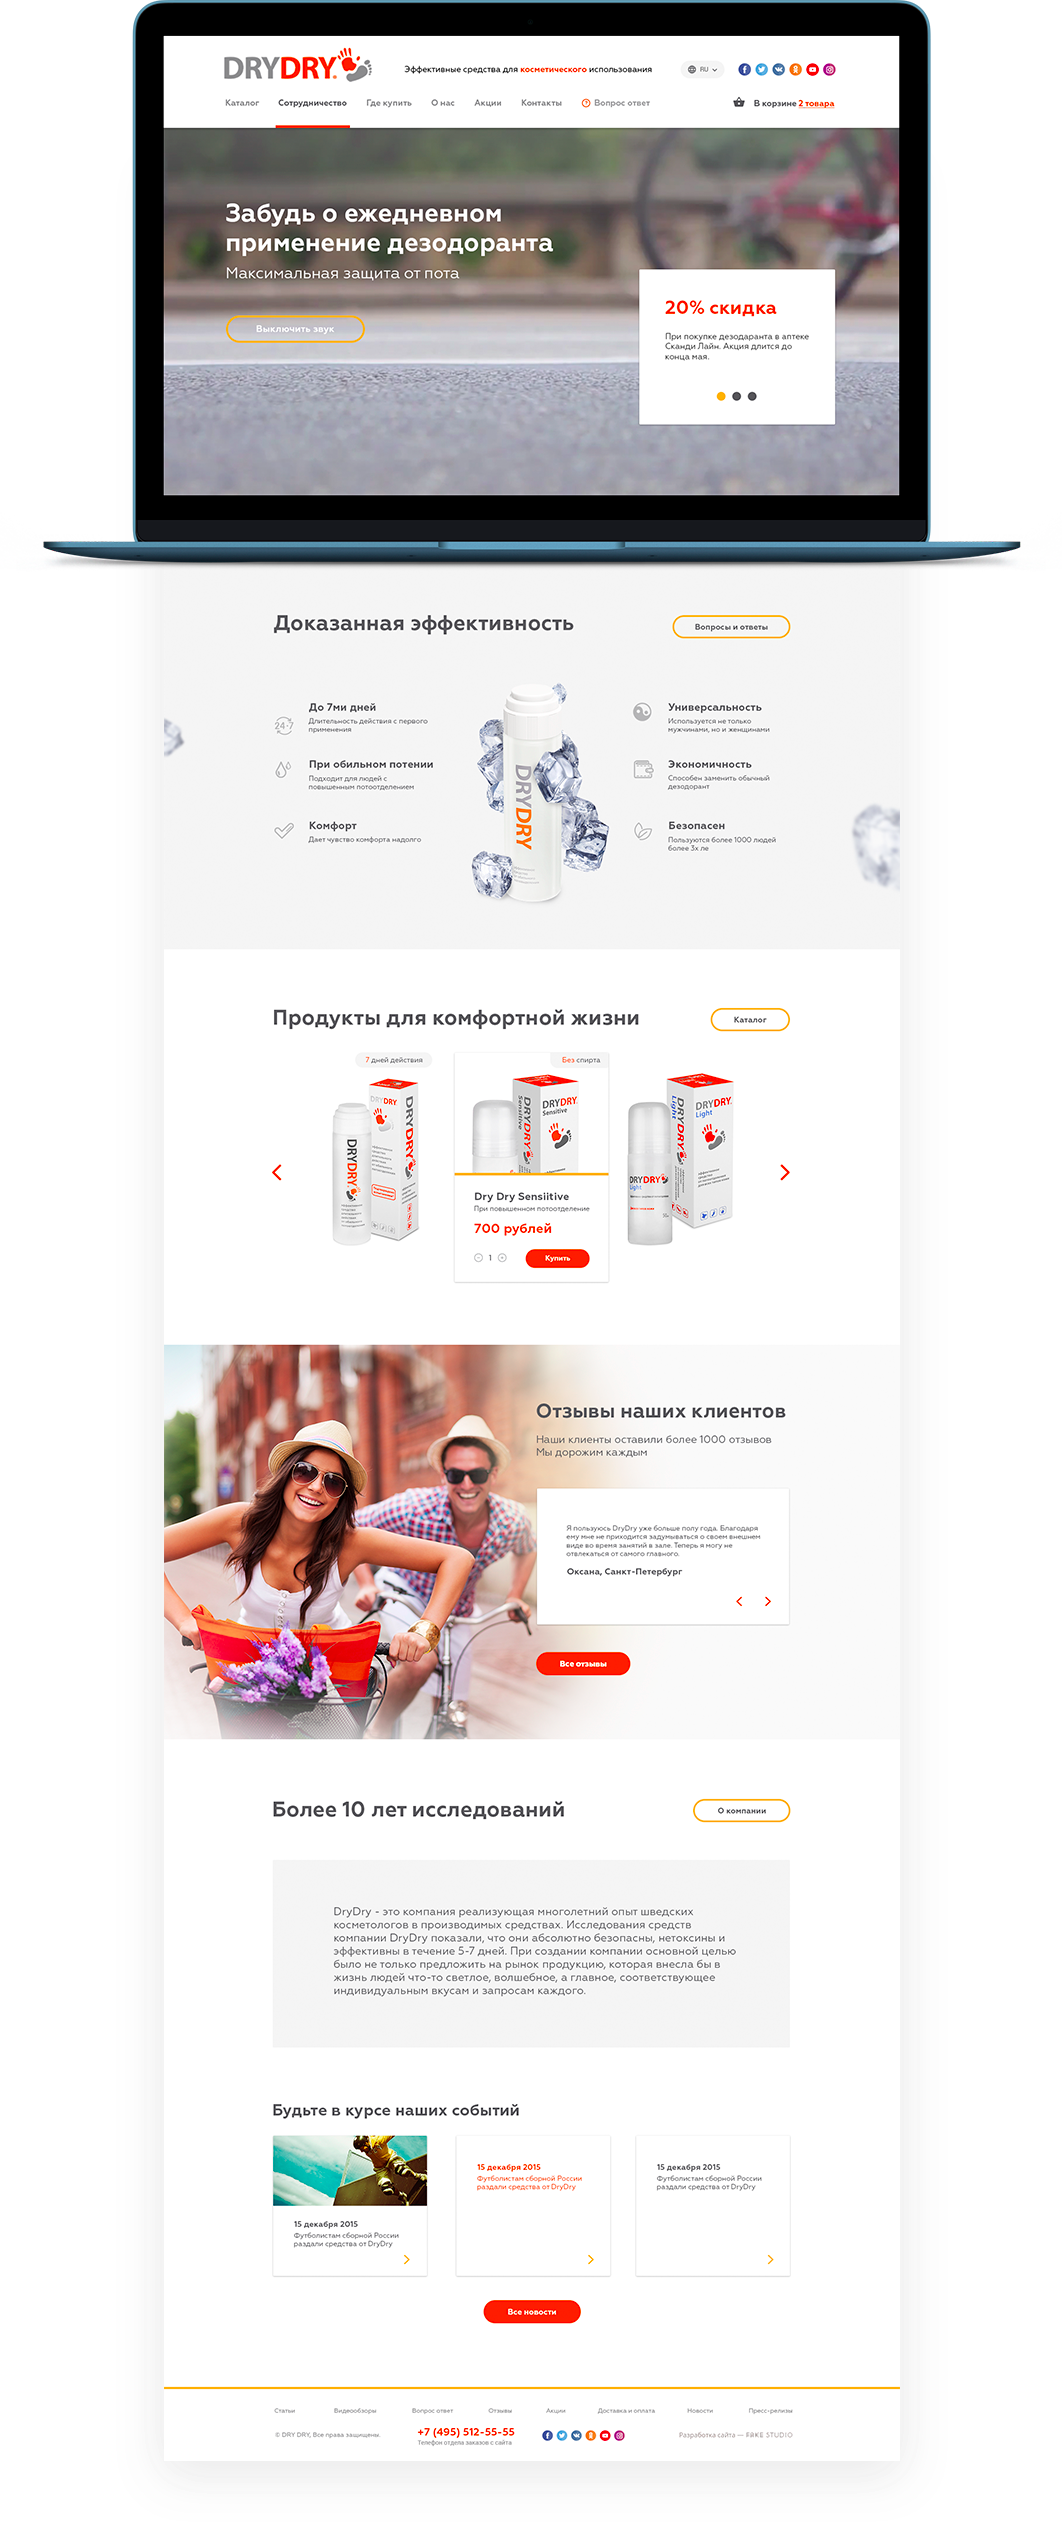 DRYDRY.
Эффективные средства для косметического использования
RU
Каталог
Сотрудничество
Где купить
О нас
Акции
Контакты
Вопрос ответ
В корзине 2 товара
Забудь о ежедневном
применение дезодоранта
Максимальная защита от пота
Выключить звук
20% скидка
При покупке дезодаранта в аптеке
Сканди Лайн. Акция длится до
конца мая.
Доказанная эффективность
Вопросы и ответы
24·7
До 7ми дней
Длительность действия с первого
применения
При обильном потении
Подходит для людей с
повышенным потоотделением
Комфорт
Дает чувство комфорта надолго
DRYDRY
Универсальность
Используется не только
мужчинами, но и женщинами
Экономичность
Способен заменить обычный
дезодорант
Безопасен
Пользуются более 1000 людей
более 3х ле
Продукты для комфортной жизни
Каталог
7 дней действия
DRYDRY
DRYDRY
DRYDRY
Без спирта
DRYDRY
Sensitive
DRYDRY.
Sensitive
Dry Dry Sensiitive
При повышенном потоотделение
700 рублей
1
Купить
DRYDRY
Light
DRYDRY.
Light
DRYDRY
Light
Отзывы наших клиентов
Наши клиенты оставили более 1000 отзывов
Мы дорожим каждым
Я пользуюсь DryDry уже больше полу года. Благодаря
ему мне не приходится задумываться о своем внешнем
виде во время занятий в зале. Теперь я могу не
отвлекаться от самого главного.
Оксана, Санкт-Петербург
Все отзывы
Более 10 лет исследований
О компании
DryDry - это компания реализующая многолетний опыт шведских
косметологов в производимых средствах. Исследования средств
компании DryDry показали, что они абсолютно безопасны, нетоксины и
эффективны в течение 5-7 дней. При создании компании основной целью
было не только предложить на рынок продукцию, которая внесла бы в
жизнь людей что-то светлое, волшебное, а главное, соответствующее
индивидуальным вкусам и запросам каждого.
Будьте в курсе наших событий
15 декабря 2015
Футболистам сборной России
раздали средства от DryDry
15 декабря 2015
Футболистам сборной России
раздали средства от DryDry
15 декабря 2015
Футболистам сборной России
раздали средства от DryDry
Все новости
Статьи
Видеообзоры
Вопрос ответ
Отзывы
Акции
Доставка и оплата
Новости
Пресс-релизы
© DRY DRY, Все права защищены.
+7 (495) 512-55-55
Телефон отдела заказов с сайта
Разработка сайта — FAKE STUDIO